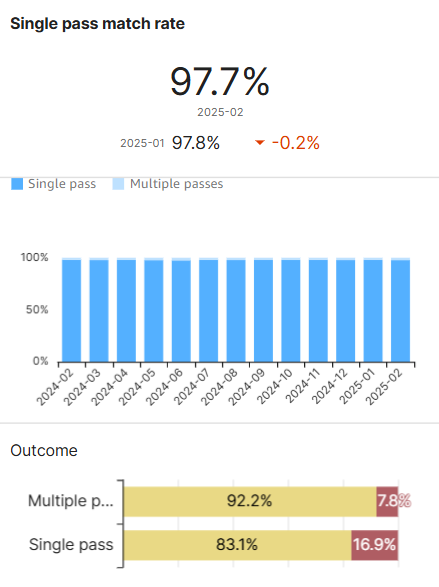 Single pass match rate
97.7%
2025-02
2025-01 97.8% -0.2%
Single pass Multiple passes
100%
50%
0%
2024-02 2024-03 2024-04 2024-05 2024-06 2024-07 2024-08 2024-09 2024-10 2024-11 2024-12 2025-01 2025-02
Outcome
Multiple p... 92.2% 7.8%
Single pass 83.1% 16.9%